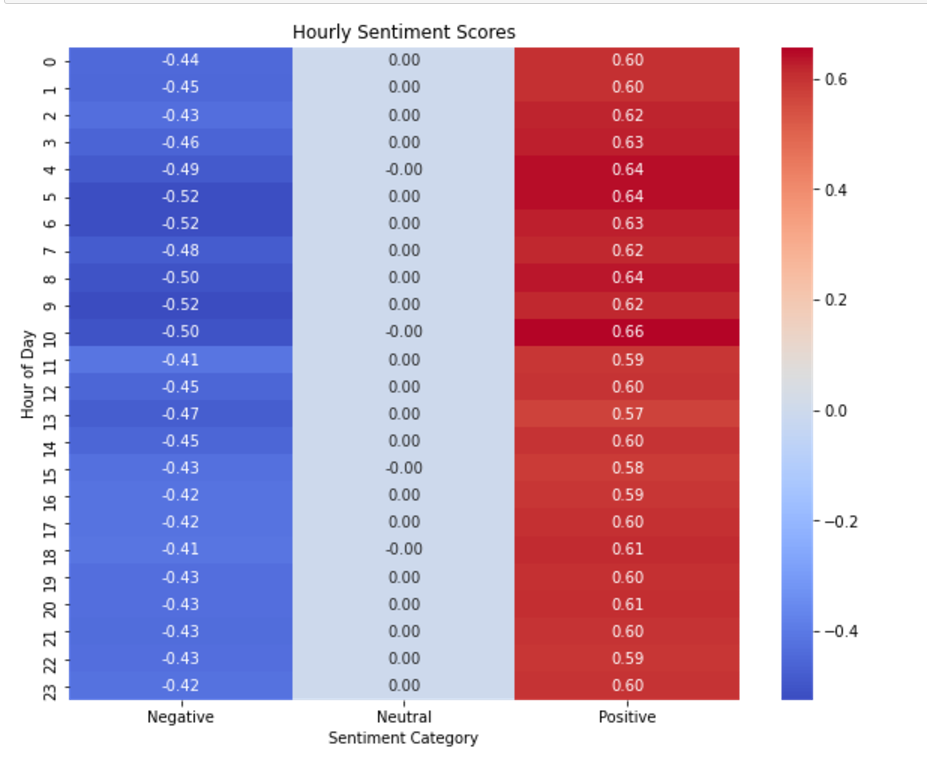 Hourly Sentiment Scores
0 -0.44 0.00 0.60
1 -0.45 0.00 0.60
2 -0.43 0.00 0.62
3 -0.46 0.00 0.63
4 -0.49 -0.00 0.64
5 -0.52 0.00 0.64
6 -0.52 0.00 0.63
7 -0.48 0.00 0.62
8 -0.50 0.00 0.64
9 -0.52 0.00 0.62
10 -0.50 -0.00 0.66
11 -0.41 0.00 0.59
12 -0.45 0.00 0.60
13 -0.47 0.00 0.57
14 -0.45 0.00 0.60
15 -0.43 -0.00 0.58
16 -0.42 0.00 0.59
17 -0.42 0.00 0.60
18 -0.41 -0.00 0.61
19 -0.43 0.00 0.60
20 -0.43 0.00 0.61
21 -0.43 0.00 0.60
22 -0.43 0.00 0.59
23 -0.42 0.00 0.60
Hour of Day
Negative Neutral Positive
Sentiment Category
0.6
0.4
0.2
0.0
−0.2
−0.4